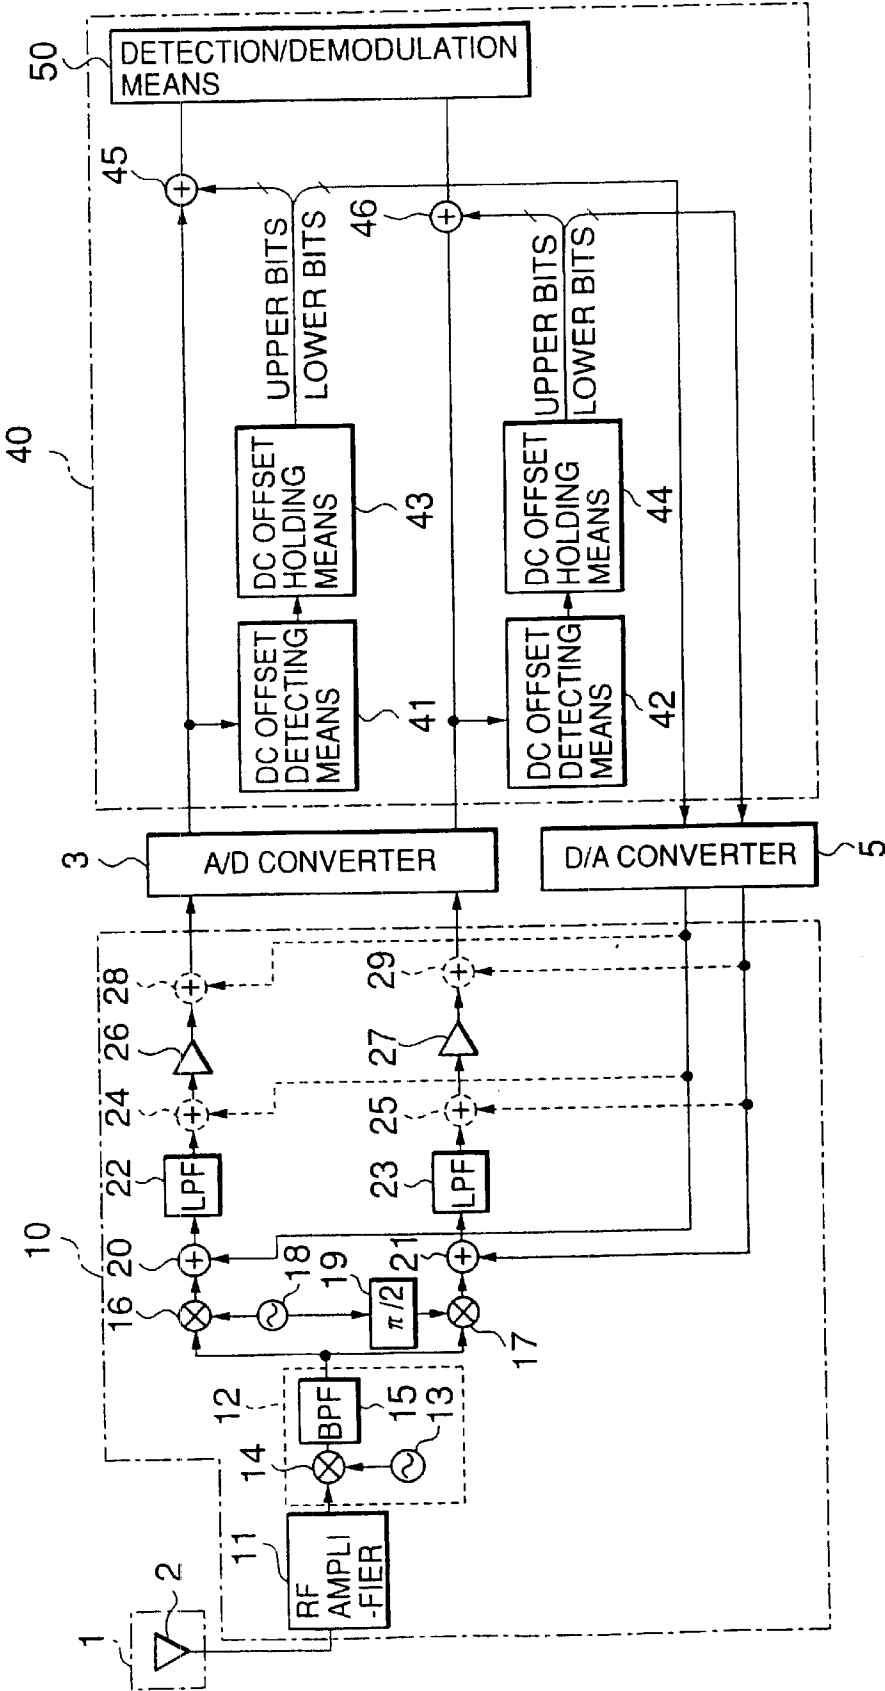 1
2
10
11
RF
AMPLI
-FIER
12
14
13
BPF
15
16
17
18
19
π/2
20
21
22
LPF
23
LPF
24
25
26
27
28
29
3
A/D CONVERTER
5
D/A CONVERTER
40
DC OFFSET
DETECTING
MEANS
41
DC OFFSET
HOLDING
MEANS
43
UPPER BITS
LOWER BITS
45
DC OFFSET
DETECTING
MEANS
42
DC OFFSET
HOLDING
MEANS
44
UPPER BITS
LOWER BITS
46
50
DETECTION/DEMODULATION
MEANS